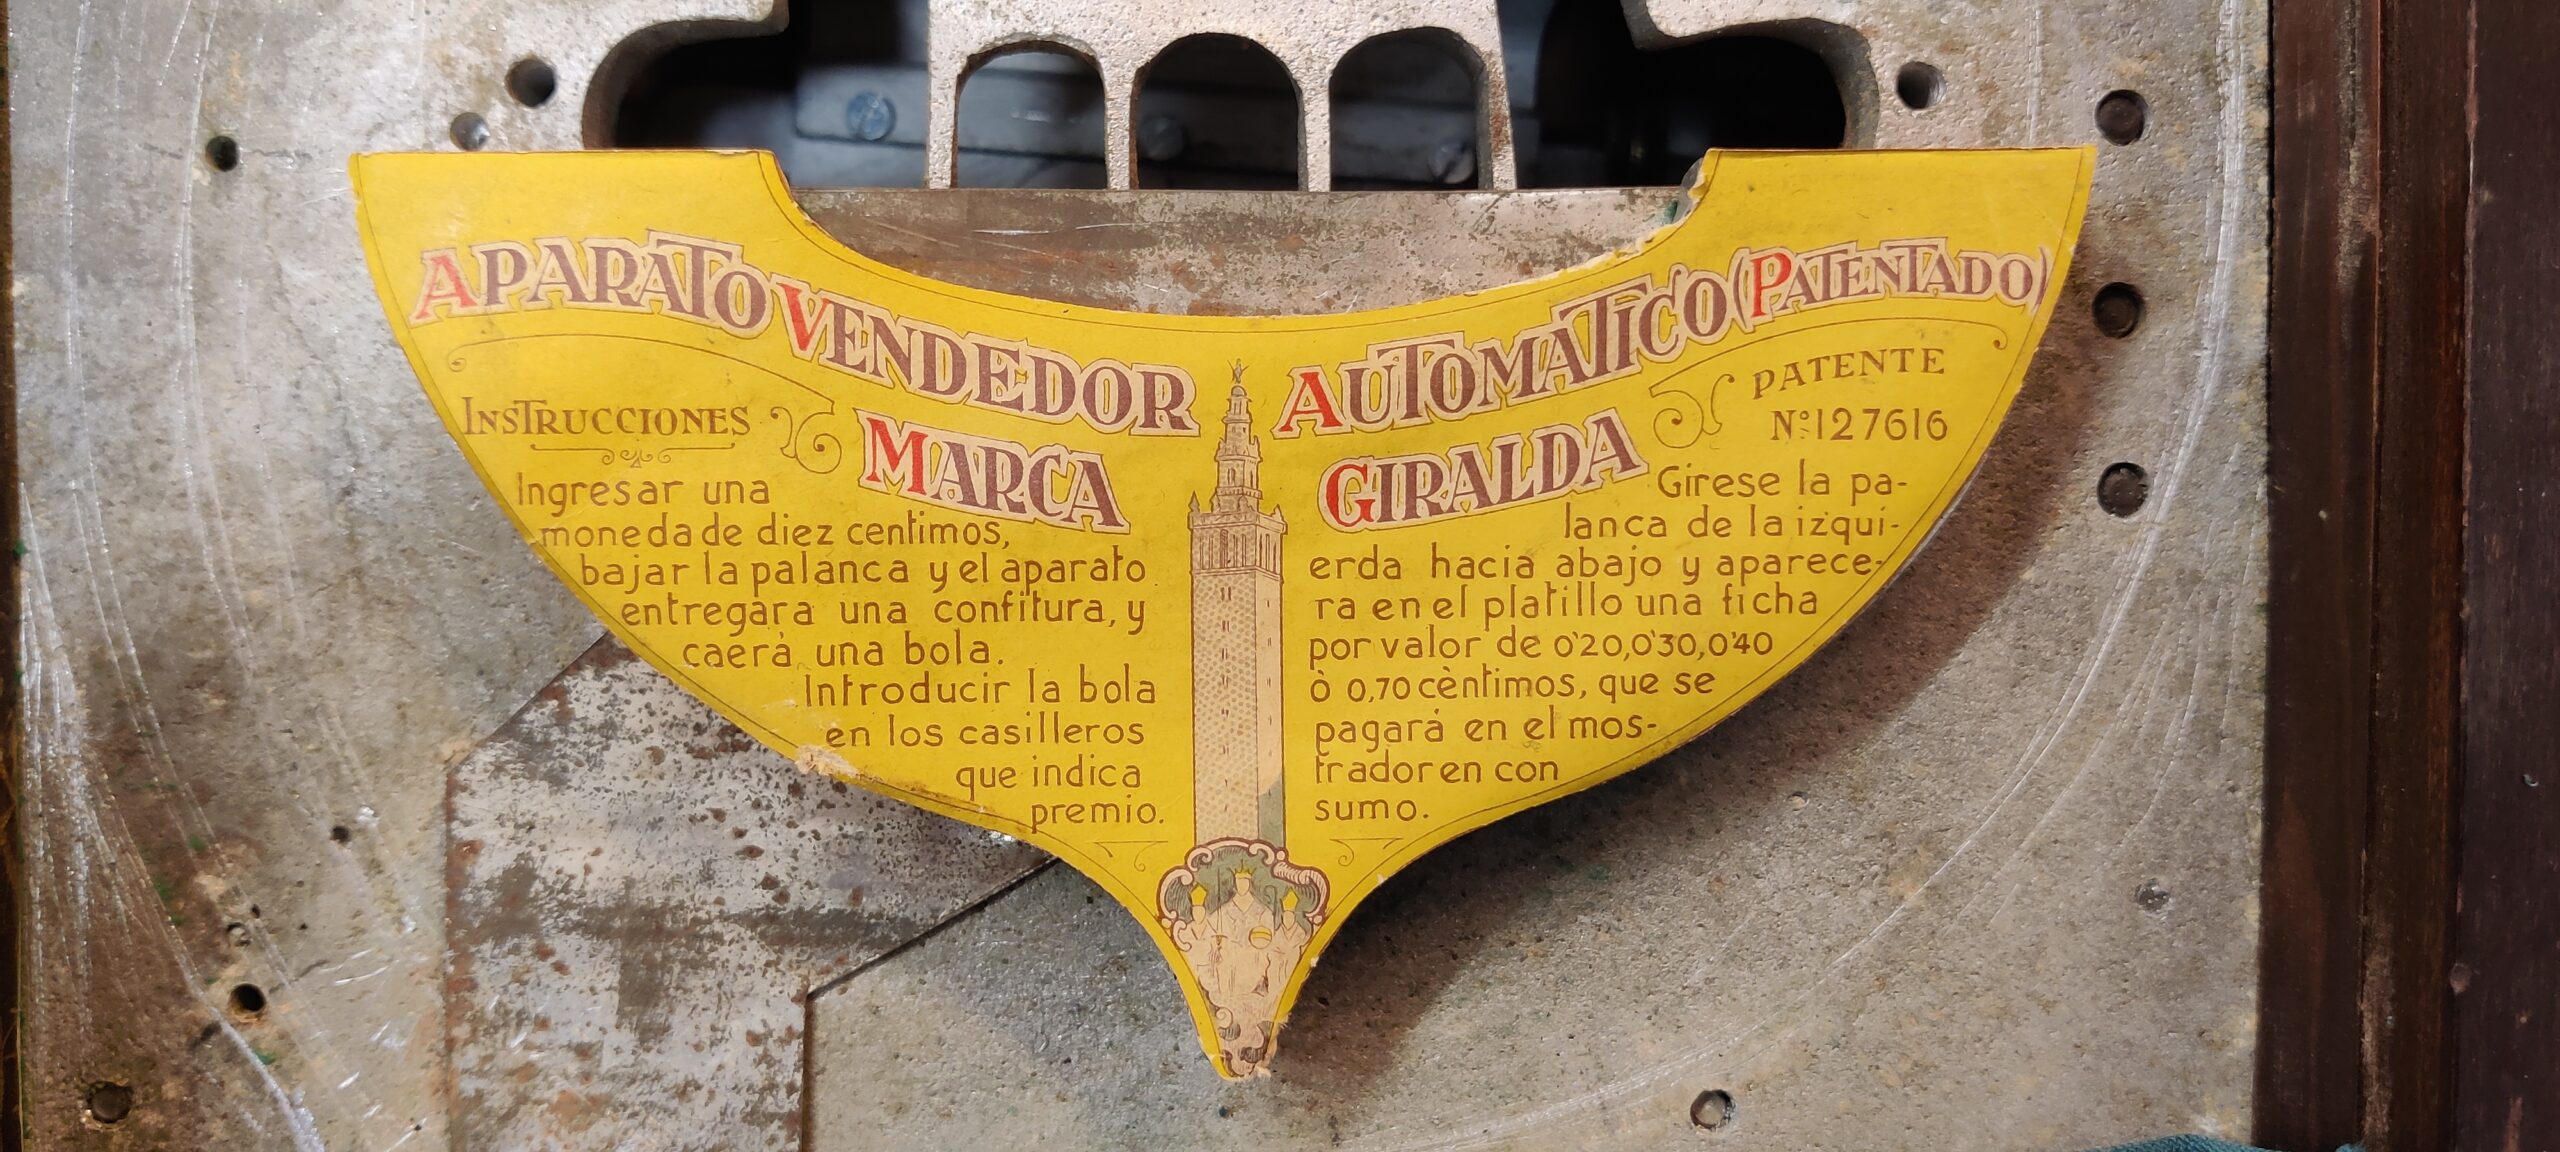 APARATO VENDEDOR AUTOMATICO (PATENTADO)
MARCA GIRALDA
INSTRUCCIONES
Ingresar una
moneda de diez centimos,
bajar la palanca y el aparato
entregará una confitura, y
caerá una bola.
Introducir la bola
en los casilleros
que indica
premio.
PATENTE
Nº 127616
Girese la pa-
lanca de la izqui-
erda hacia abajo y aparece-
ra en el platillo una ficha
por valor de 0'20, 0'30, 0'40
ò 0,70 cèntimos, que se
pagará en el mos-
trador en con
sumo.